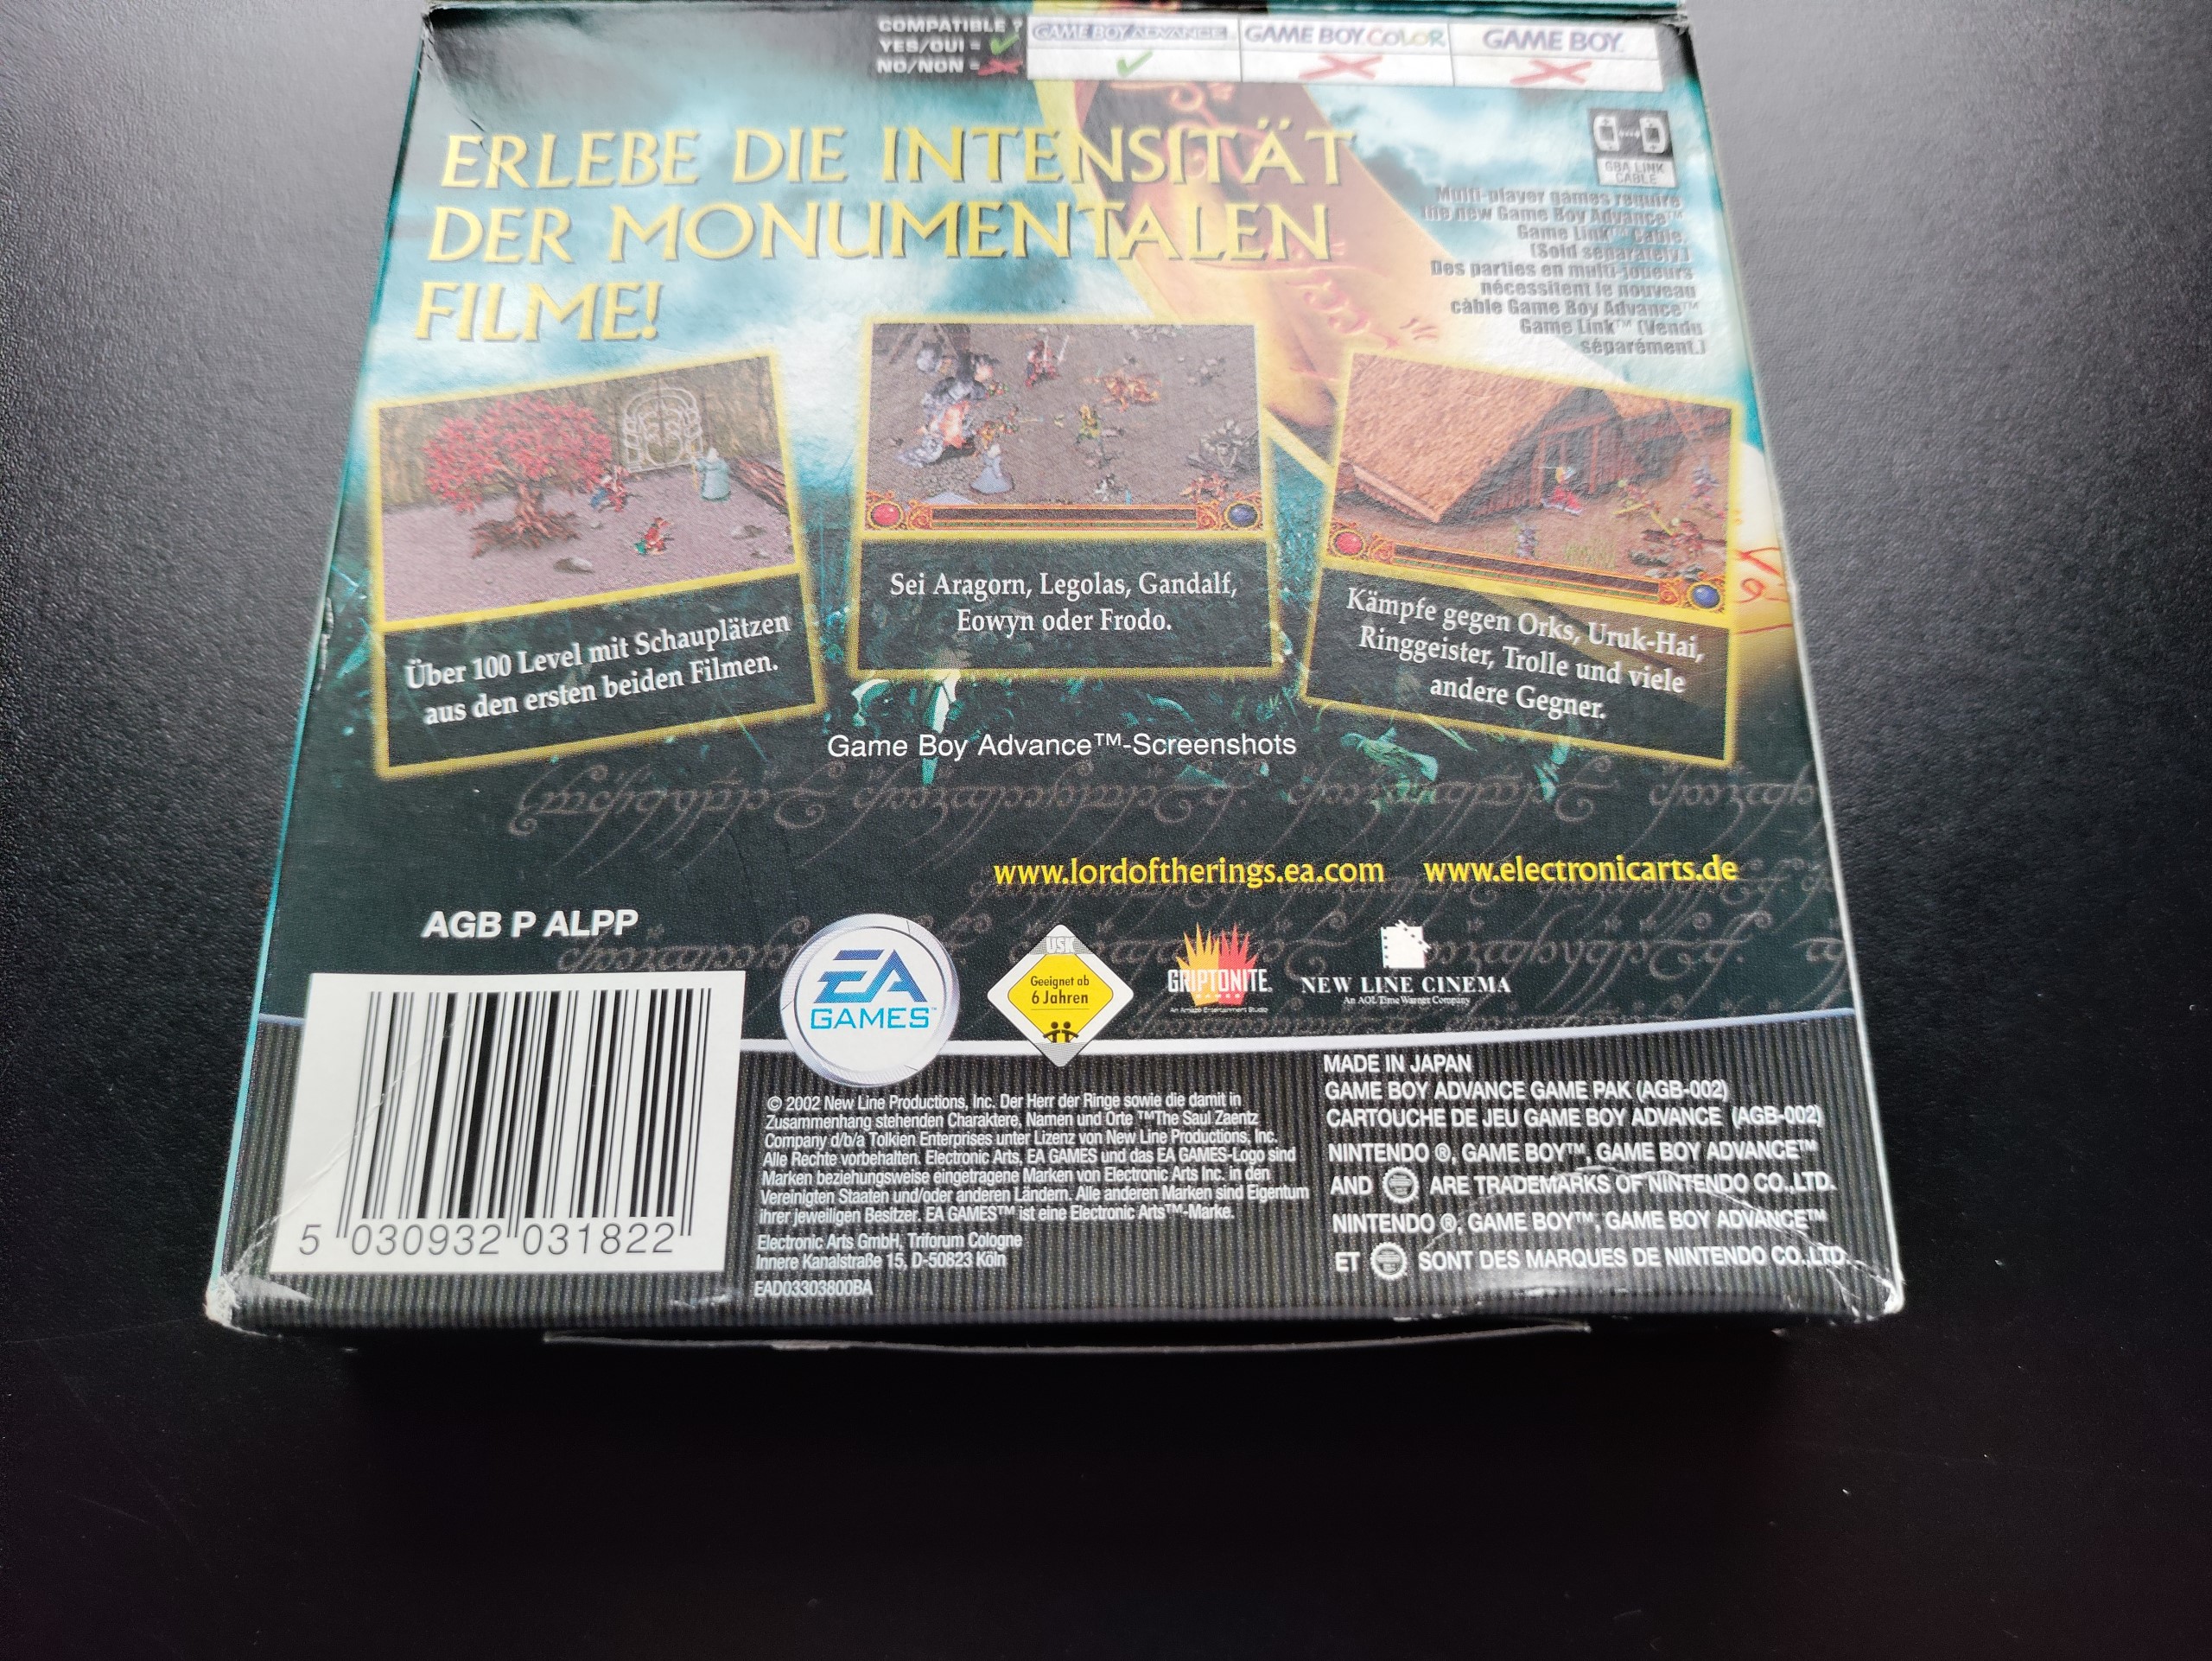 COMPATIBLE ?
YES/OUI =
NO/NON =
GAME BOY ADVANCE
GAME BOY COLOR
GAME BOY
ERLEBE DIE INTENSITÄT
DER MONUMENTALEN
FILME!
GBA LINK
CABLE
Multi-player games require
the new Game Boy Advance™
Game Link™ cable.
(Sold separately.)
Des parties en multi-joueurs
nécessitent le nouveau
câble Game Boy Advance™
Game Link™ (Vendu
séparément.)
Über 100 Level mit Schauplätzen
aus den ersten beiden Filmen.
Sei Aragorn, Legolas, Gandalf,
Eowyn oder Frodo.
Kämpfe gegen Orks, Uruk-Hai,
Ringgeister, Trolle und viele
andere Gegner.
Game Boy Advance™-Screenshots
www.lordoftherings.ea.com www.electronicarts.de
AGB P ALPP
EA
GAMES™
USK
Geeignet ab
6 Jahren
GRIPTONITE
GAMES
An Amaze Entertainment Studio
NEW LINE CINEMA
An AOL Time Warner Company
5 030932 031822
© 2002 New Line Productions, Inc. Der Herr der Ringe sowie die damit in
Zusammenhang stehenden Charaktere, Namen und Orte ™The Saul Zaentz
Company d/b/a Tolkien Enterprises unter Lizenz von New Line Productions, Inc.
Alle Rechte vorbehalten. Electronic Arts, EA GAMES und das EA GAMES-Logo sind
Marken beziehungsweise eingetragene Marken von Electronic Arts Inc. in den
Vereinigten Staaten und/oder anderen Ländern. Alle anderen Marken sind Eigentum
ihrer jeweiligen Besitzer. EA GAMES™ ist eine Electronic Arts™-Marke.
Electronic Arts GmbH, Triforum Cologne
Innere Kanalstraße 15, D-50823 Köln
EAD03303800BA
MADE IN JAPAN
GAME BOY ADVANCE GAME PAK (AGB-002)
CARTOUCHE DE JEU GAME BOY ADVANCE (AGB-002)
NINTENDO ®, GAME BOY™, GAME BOY ADVANCE™
AND ARE TRADEMARKS OF NINTENDO CO.,LTD.
NINTENDO ®, GAME BOY™, GAME BOY ADVANCE™
ET SONT DES MARQUES DE NINTENDO CO.,LTD.